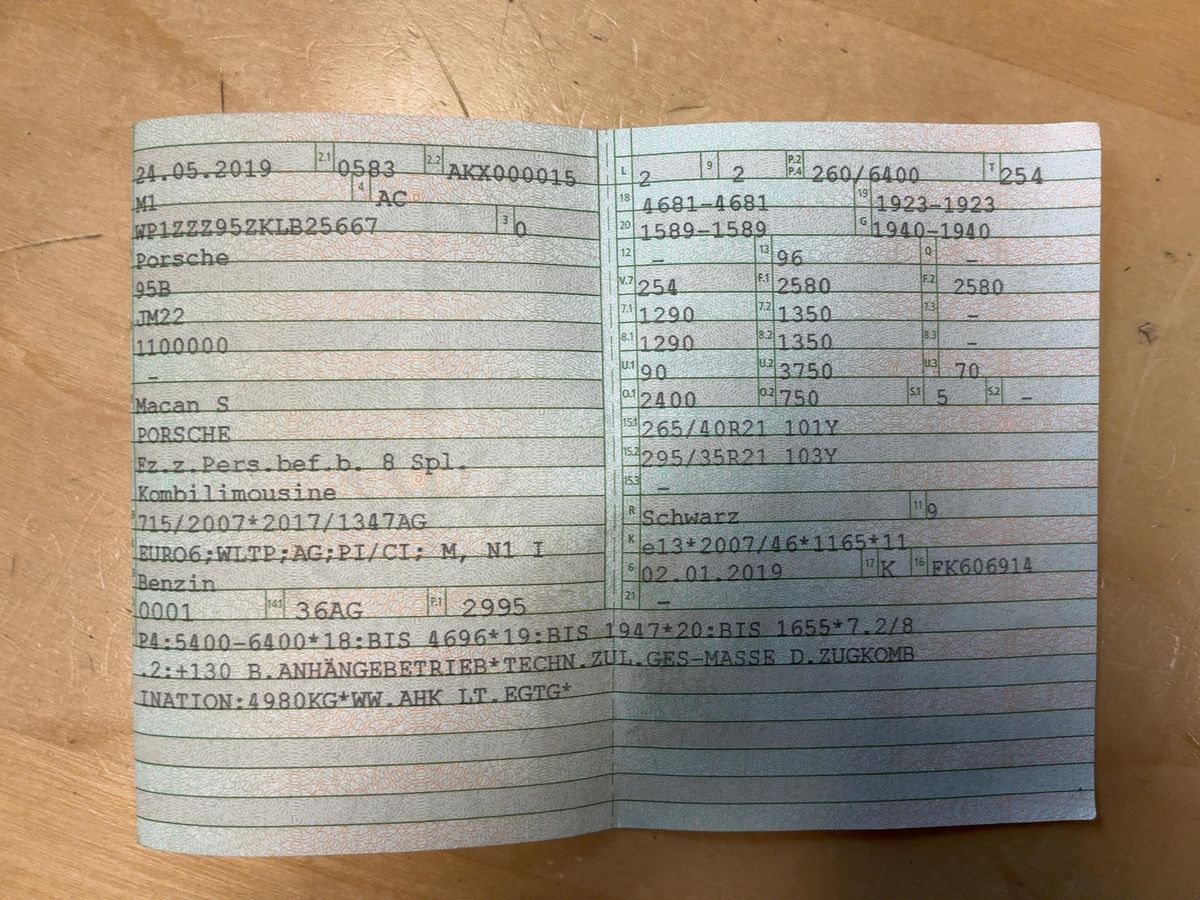 24.05.2019 2.1 0583 2.2 AKX000015
M1 4 AC
WP1ZZZ95ZKLB25667 3 0
Porsche
95B
JM22
1100000
–
Macan S
PORSCHE
Fz.z.Pers.bef.b. 8 Spl.
Kombilimousine
715/2007*2017/1347AG
EURO6;WLTP;AG;PI/CI; M, N1 I
Benzin
0001 14.1 36AG P.1 2995
L 2 9 2 P.2 P.4 260/6400 T 254
18 4681-4681 19 1923-1923
20 1589-1589 G 1940-1940
12 – 13 96 Q –
V.7 254 F.1 2580 F.2 2580
7.1 1290 7.2 1350 7.3 –
8.1 1290 8.2 1350 8.3 –
U.1 90 U.2 3750 U.3 70
O.1 2400 O.2 750 S.1 5 S.2 –
15.1 265/40R21 101Y
15.2 295/35R21 103Y
15.3 –
R Schwarz 11 9
K e13*2007/46*1165*11
6 02.01.2019 17 K 16 FK606914
21 –
P4:5400-6400*18:BIS 4696*19:BIS 1947*20:BIS 1655*7.2/8
.2:+130 B.ANHÄNGEBETRIEB*TECHN.ZUL.GES-MASSE D.ZUGKOMB
INATION:4980KG*WW.AHK LT.EGTG*